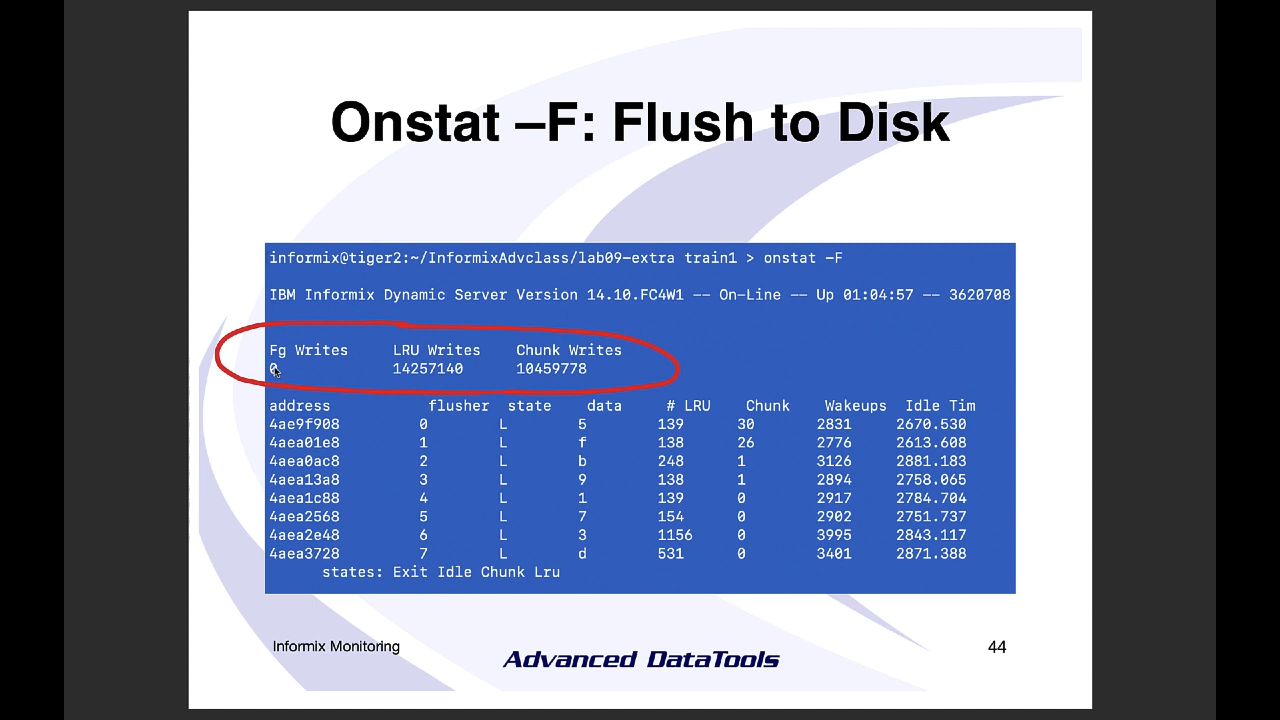 Onstat –F: Flush to Disk
informix@tiger2:~/InformixAdvclass/lab09-extra train1 > onstat -F
IBM Informix Dynamic Server Version 14.10.FC4W1 -- On-Line -- Up 01:04:57 -- 3620708
Fg Writes LRU Writes Chunk Writes
0 14257140 10459778
address flusher state data # LRU Chunk Wakeups Idle Tim
4ae9f908 0 L 5 139 30 2831 2670.530
4aea01e8 1 L f 138 26 2776 2613.608
4aea0ac8 2 L b 248 1 3126 2881.183
4aea13a8 3 L 9 138 1 2894 2758.065
4aea1c88 4 L 1 139 0 2917 2784.704
4aea2568 5 L 7 154 0 2902 2751.737
4aea2e48 6 L 3 1156 0 3995 2843.117
4aea3728 7 L d 531 0 3401 2871.388
states: Exit Idle Chunk Lru
Informix Monitoring
Advanced DataTools
44